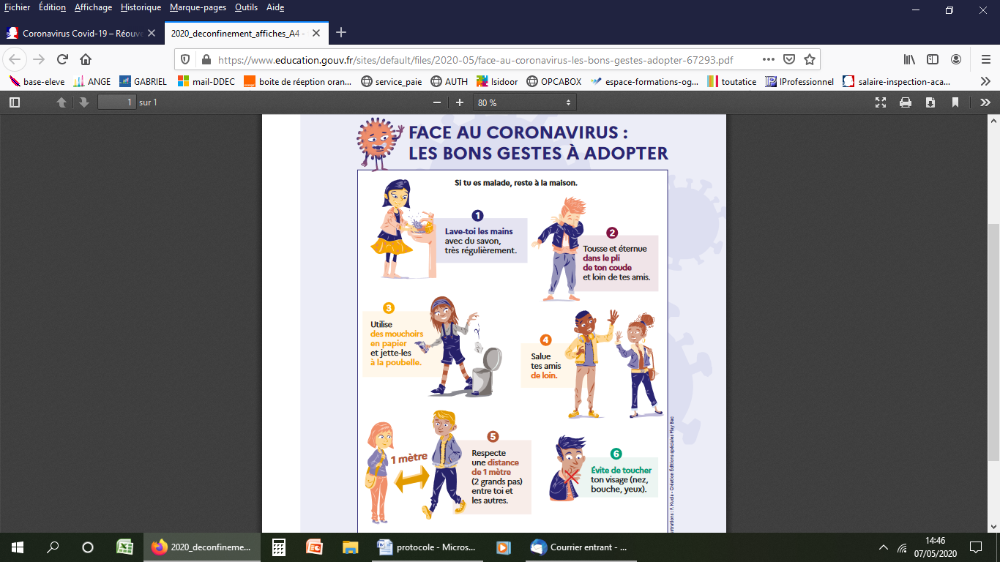 Fichier Édition Affichage Historique Marque-pages Outils Aide
Coronavirus Covid-19 – Réouve
2020_deconfinement_affiches_A4 -
https://www.education.gouv.fr/sites/default/files/2020-05/face-au-coronavirus-les-bons-gestes-adopter-67293.pdf
base-eleve ANGE GABRIEL mail-DDEC boite de réeption oran... service_paie AUTH Isidoor OPCABOX espace-formations-og... toutatice IProfessionnel salaire-inspection-aca...
1 sur 1
80 %
FACE AU CORONAVIRUS :
LES BONS GESTES À ADOPTER
Si tu es malade, reste à la maison.
1
Lave-toi les mains
avec du savon,
très régulièrement.
2
Tousse et éternue
dans le pli
de ton coude
et loin de tes amis.
3
Utilise
des mouchoirs
en papier
et jette-les
à la poubelle.
4
Salue
tes amis
de loin.
1 mètre
5
Respecte
une distance
de 1 mètre
(2 grands pas)
entre toi et
les autres.
6
Évite de toucher
ton visage (nez,
bouche, yeux).
: F. Kucia - Création Éditions spéciales Play Bac
2020_deconfineme...
protocole - Micros...
Courrier entrant - ...
14:46
07/05/2020